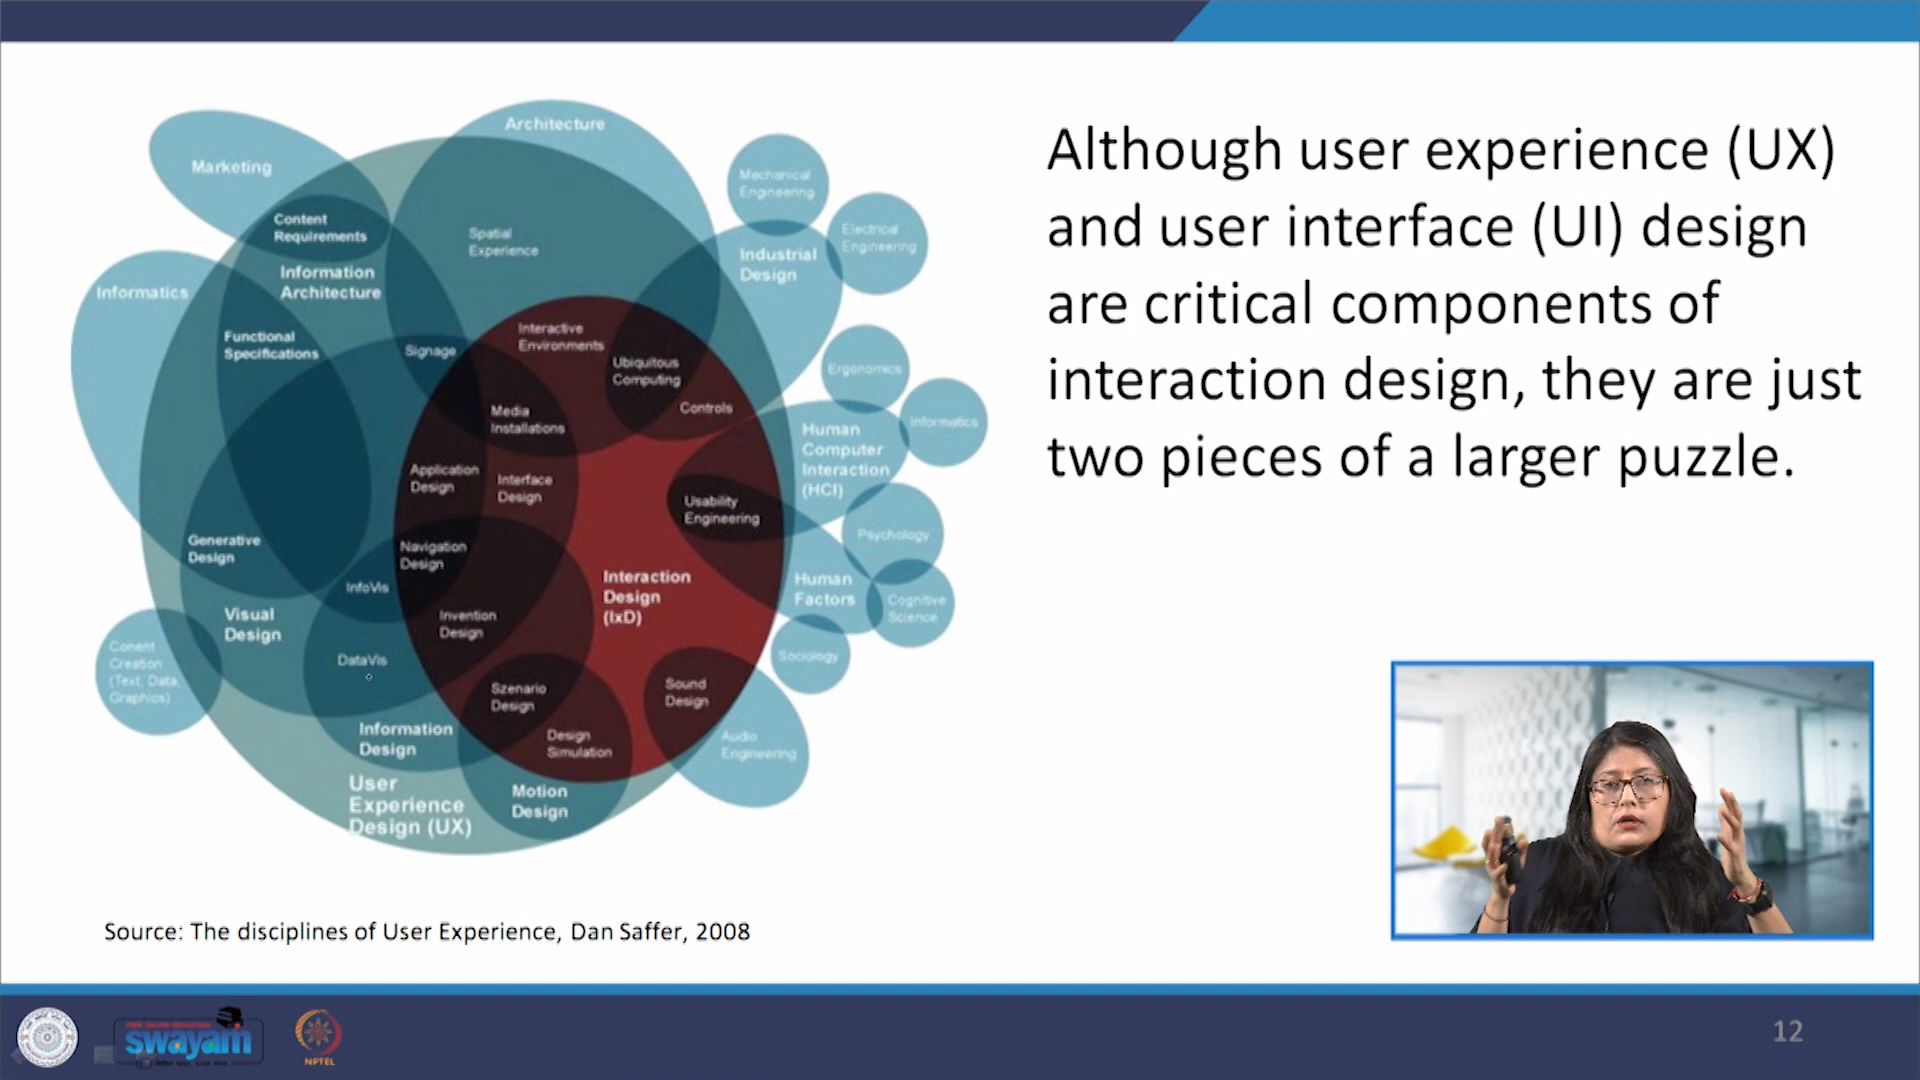 Although user experience (UX)
and user interface (UI) design
are critical components of
interaction design, they are just
two pieces of a larger puzzle.
Architecture
Marketing
Mechanical
Engineering
Content
Requirements
Spatial
Experience
Electrical
Engineering
Industrial
Design
Information
Architecture
Informatics
Functional
Specifications
Signage
Interactive
Environments
Ubiquitous
Computing
Ergonomics
Controls
Media
Installations
Informatics
Human
Computer
Interaction
(HCI)
Application
Design
Interface
Design
Usability
Engineering
Psychology
Generative
Design
Navigation
Design
InfoVis
Interaction
Design
(IxD)
Human
Factors
Cognitive
Science
Visual
Design
Invention
Design
Conent
Creation
(Text, Data,
Graphics)
DataVis
Sociology
Szenario
Design
Sound
Design
Information
Design
Design
Simulation
Audio
Engineering
User
Experience
Design (UX)
Motion
Design
Source: The disciplines of User Experience, Dan Saffer, 2008
FREE ONLINE EDUCATION
swayam
NPTEL
12